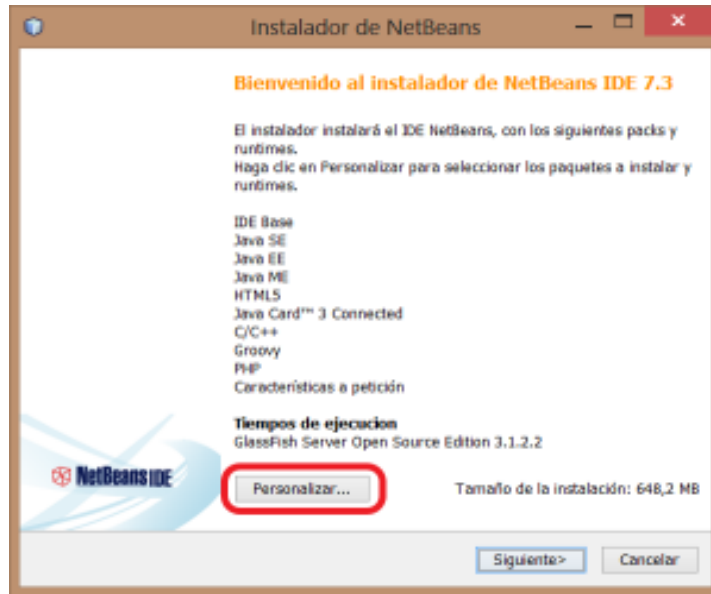 Instalador de NetBeans
Bienvenido al instalador de NetBeans IDE 7.3
El instalador instalará el IDE NetBeans, con los siguientes packs y
runtimes.
Haga clic en Personalizar para seleccionar los paquetes a instalar y
runtimes.
IDE Base
Java SE
Java EE
Java ME
HTML5
Java Card™ 3 Connected
C/C++
Groovy
PHP
Características a petición
Tiempos de ejecucion
GlassFish Server Open Source Edition 3.1.2.2
NetBeans IDE
Personalizar...
Tamaño de la instalación: 648,2 MB
Siguiente>
Cancelar